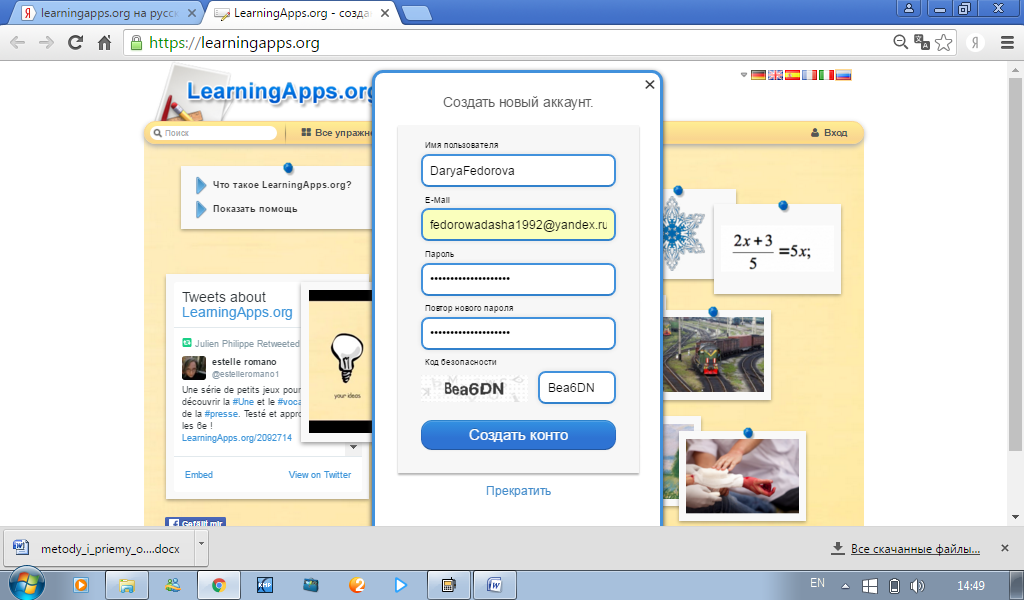 learningapps.org на русск
LearningApps.org - созда
https://learningapps.org
LearningApps.org
Поиск
Все упражне
Вход
Что такое LearningApps.org?
Показать помощь
Tweets about
LearningApps.org
Julien Philippe Retweeted
estelle romano
@estelleromano1
Une série de petits jeux pour
découvrir la #Une et le #voca
de la #presse. Testé et appro
les 6e !
LearningApps.org/2092714
Embed
View on Twitter
your ideas
Gefällt mir
Создать новый аккаунт.
Имя пользователя
DaryaFedorova
E-Mail
fedorowadasha1992@yandex.ru
Пароль
Повтор нового пароля
Код безопасности
Bea6DN
Bea6DN
Создать конто
Прекратить
2x+3
5
=5x;
metody_i_priemy_o....docx
Все скачанные файлы...
EN
14:49